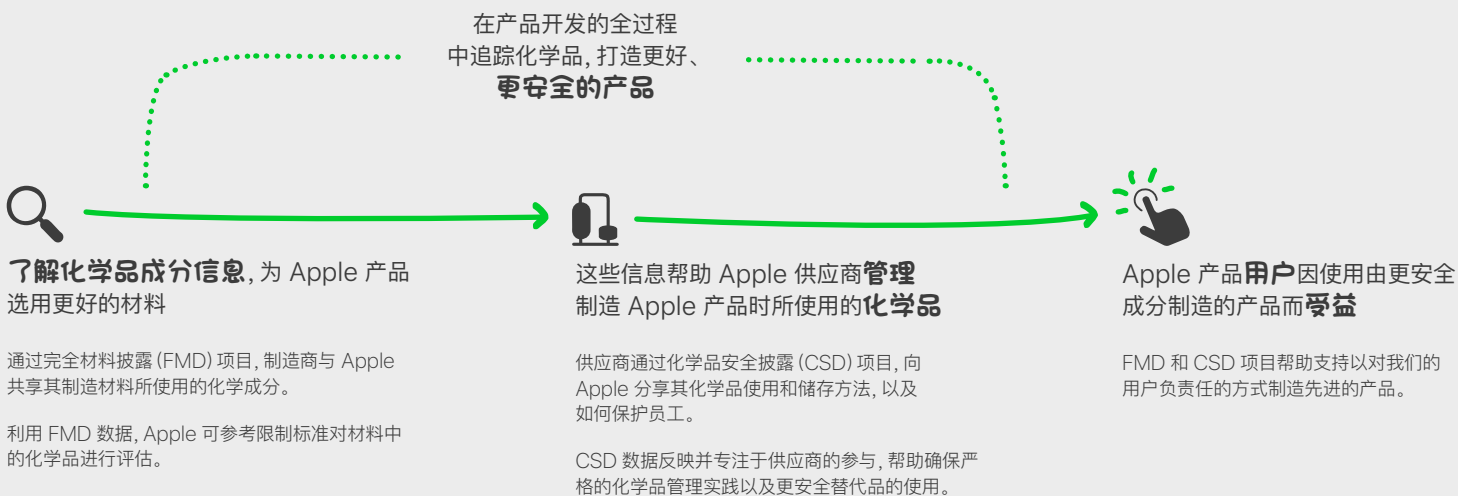 在产品开发的全过程
中追踪化学品，打造更好、
更安全的产品
了解化学品成分信息，为 Apple 产品
选用更好的材料
通过完全材料披露 (FMD) 项目，制造商与 Apple
共享其制造材料所使用的化学成分。
利用 FMD 数据，Apple 可参考限制标准对材料中
的化学品进行评估。
这些信息帮助 Apple 供应商管理
制造 Apple 产品时所使用的化学品
供应商通过化学品安全披露 (CSD) 项目，向
Apple 分享其化学品使用和储存方法，以及
如何保护员工。
CSD 数据反映并专注于供应商的参与，帮助确保严
格的化学品管理实践以及更安全替代品的使用。
Apple 产品用户因使用由更安全
成分制造的产品而受益
FMD 和 CSD 项目帮助支持以对我们的
用户负责任的方式制造先进的产品。